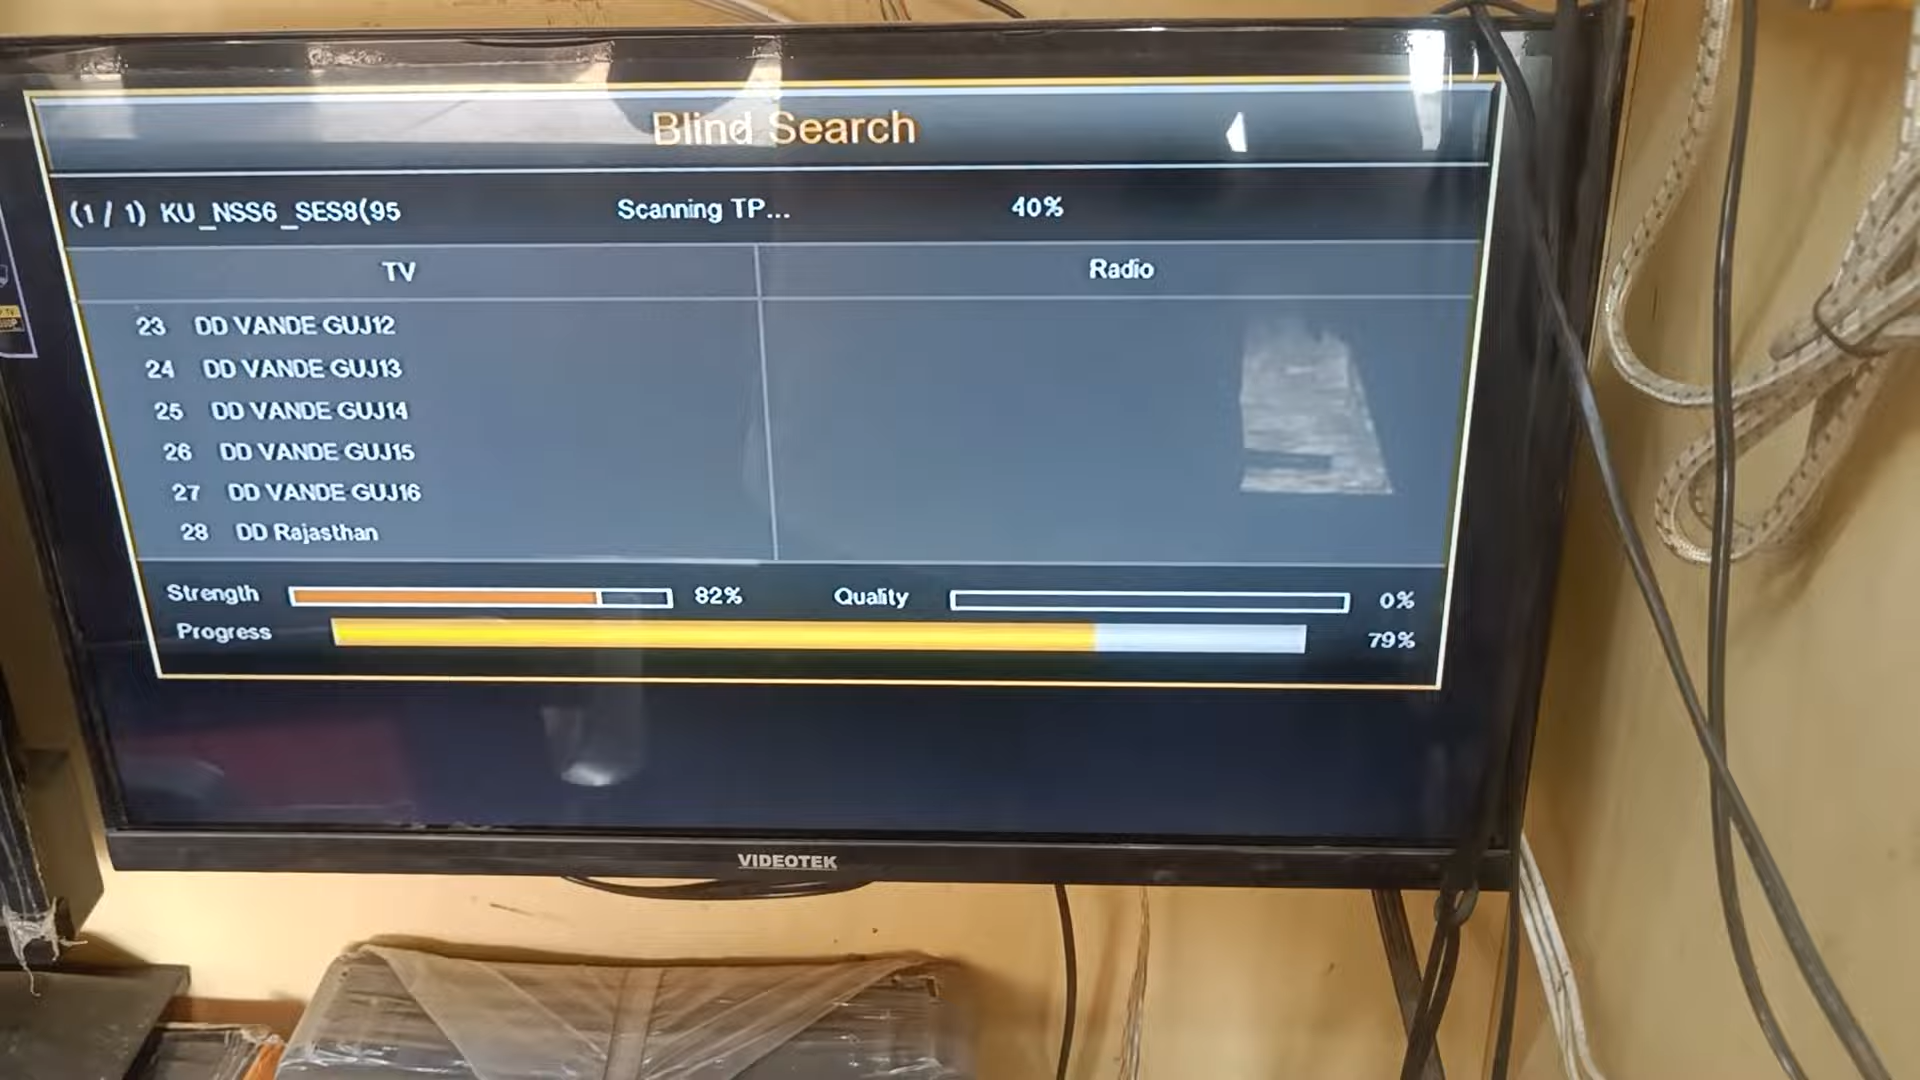 Blind Search
(1 / 1) KU_NSS6_SES8(95 Scanning TP... 40%
TV Radio
23 DD VANDE GUJ12
24 DD VANDE GUJ13
25 DD VANDE GUJ14
26 DD VANDE GUJ15
27 DD VANDE GUJ16
28 DD Rajasthan
Strength 82% Quality 0%
Progress 79%
VIDEOTEK